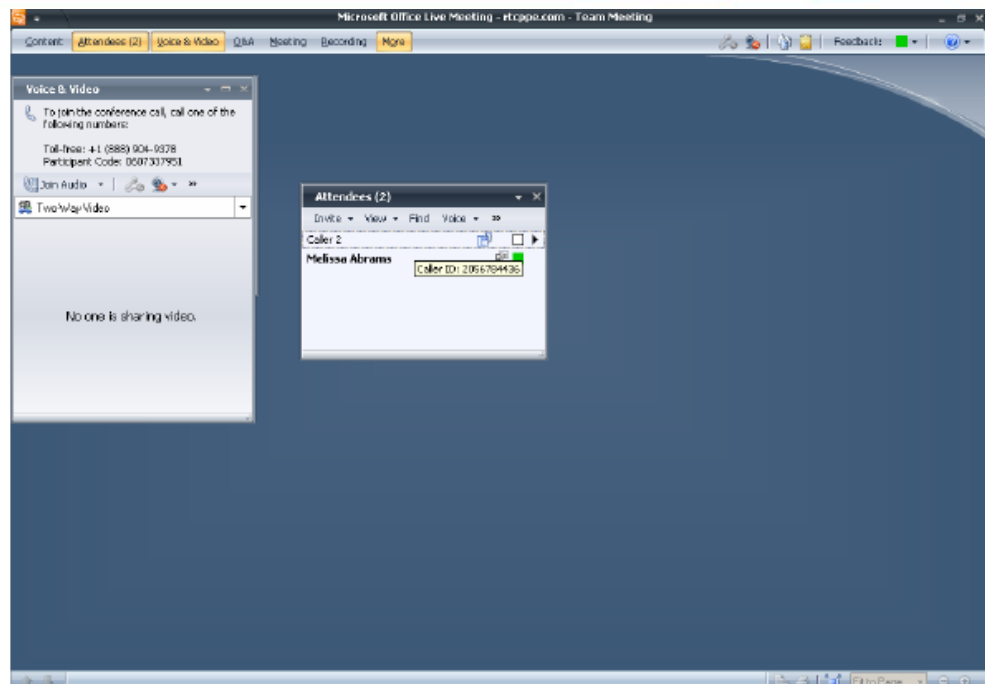 Microsoft Office Live Meeting - rtcppe.com - Team Meeting
Content Attendees (2) Voice & Video Q&A Meeting Recording More Feedback:
Voice & Video
To join the conference call, call one of the
following numbers:
Toll-free: +1 (888) 904-9378
Participant Code: 0607337951
Join Audio
Two-Way Video
No one is sharing video.
Attendees (2)
Invite View Find Voice
Caller 2
Melissa Abrams
Caller ID: 2056784436
Fit to Page